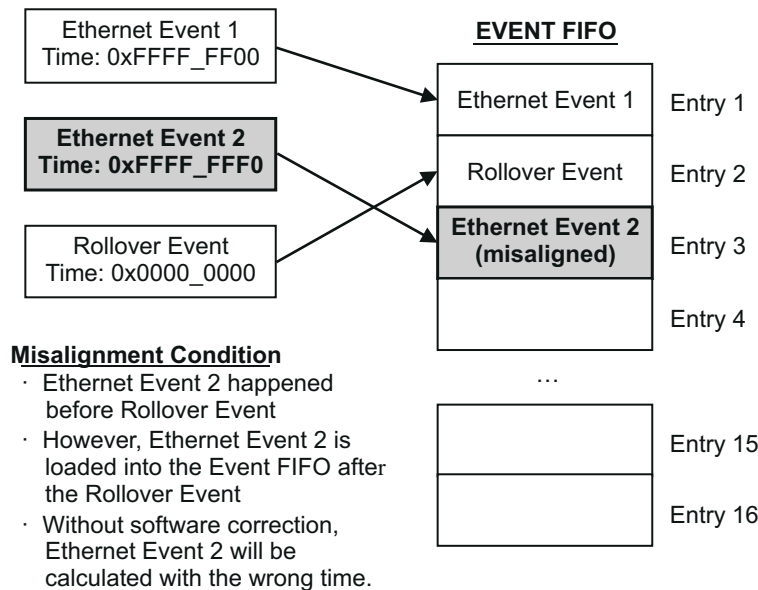 Ethernet Event 1
Time: 0xFFFF_FF00
Ethernet Event 2
Time: 0xFFFF_FFF0
Rollover Event
Time: 0x0000_0000
EVENT FIFO
Ethernet Event 1
Entry 1
Rollover Event
Entry 2
Ethernet Event 2
(misaligned)
Entry 3
Entry 4
...
Entry 15
Entry 16
Misalignment Condition
· Ethernet Event 2 happened
before Rollover Event
· However, Ethernet Event 2 is
loaded into the Event FIFO after
the Rollover Event
· Without software correction,
Ethernet Event 2 will be
calculated with the wrong time.